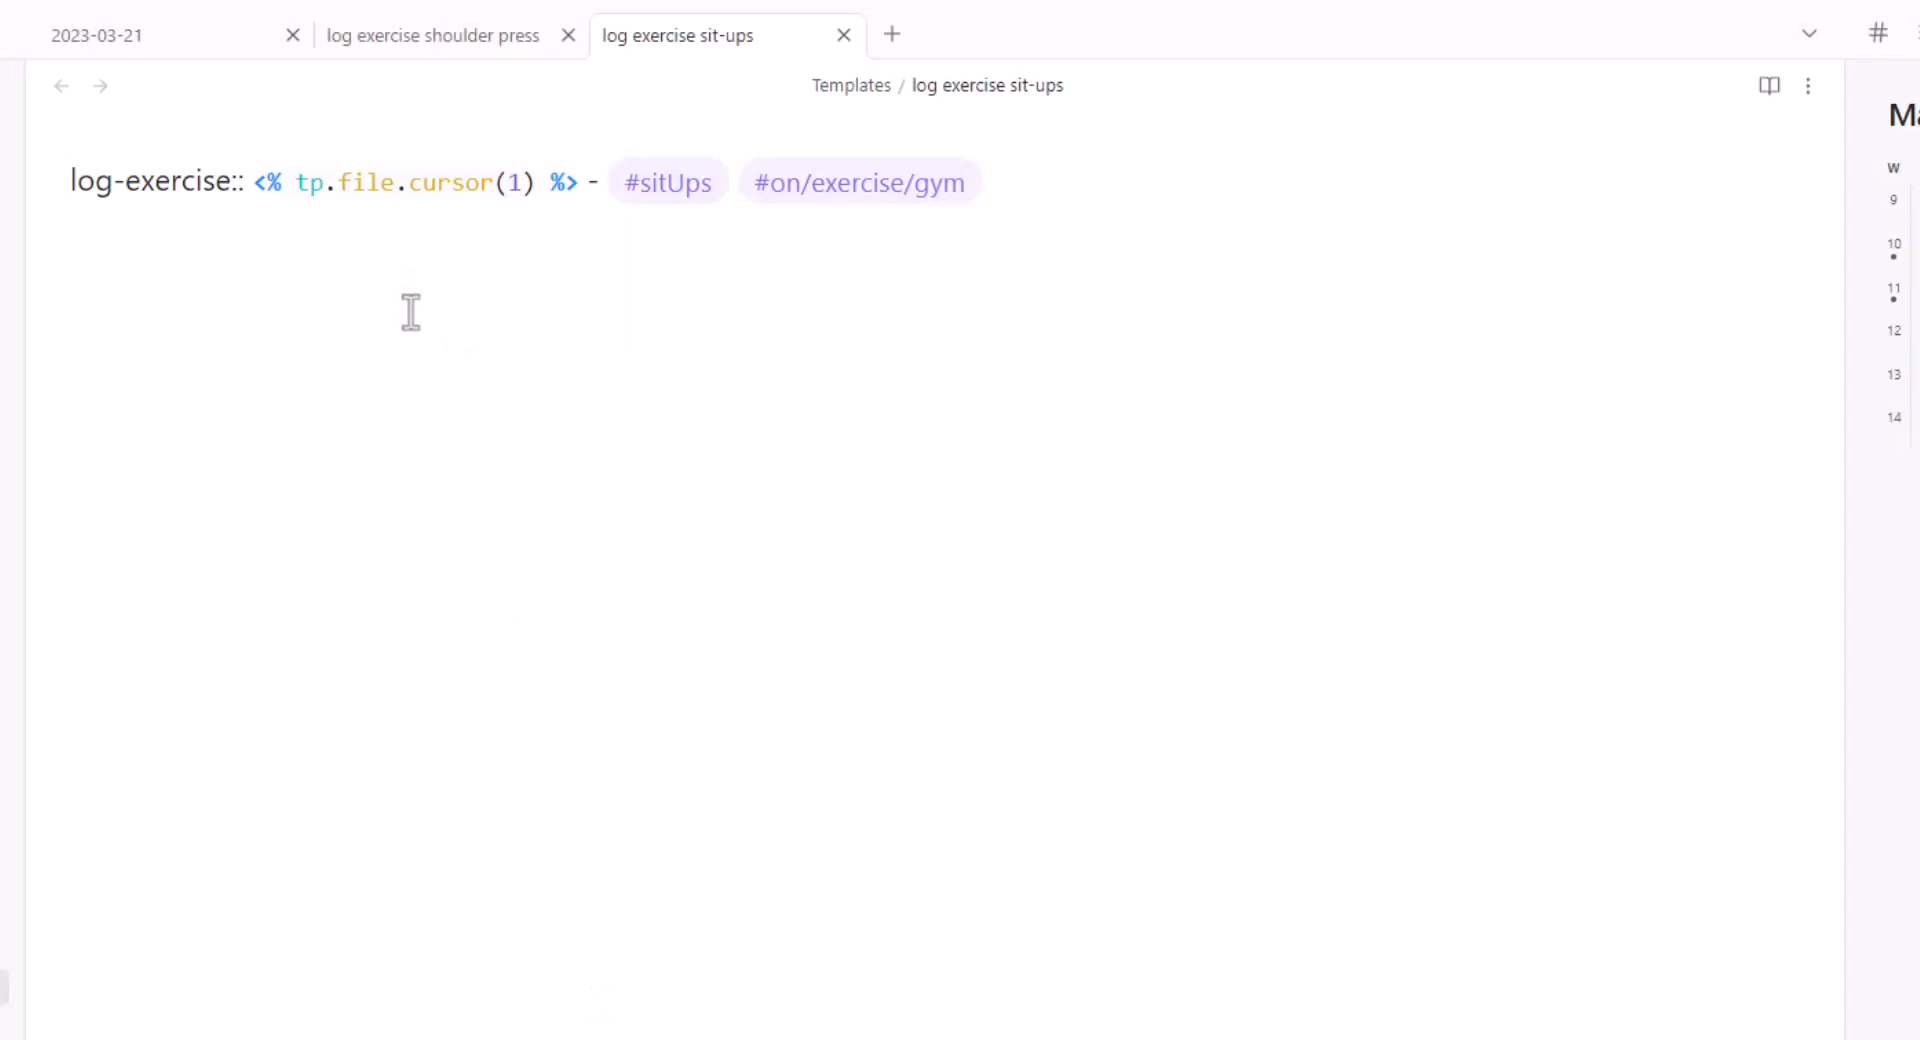 2023-03-21
log exercise shoulder press
log exercise sit-ups
Templates / log exercise sit-ups
log-exercise:: <% tp.file.cursor(1) %> - #sitUps #on/exercise/gym
Ma
W
9
10
11
12
13
14